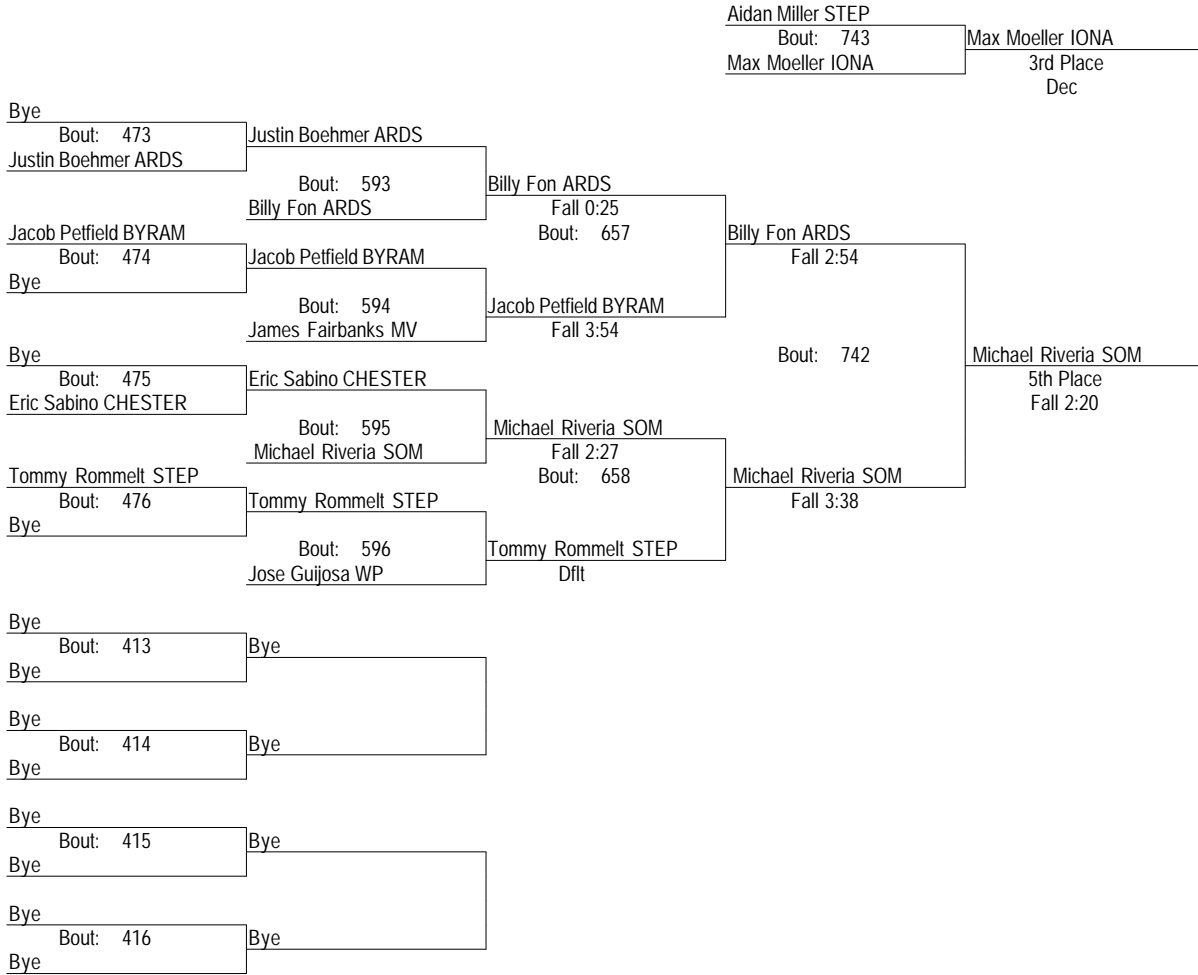 Aidan Miller STEP
Bout: 743
Max Moeller IONA
Max Moeller IONA
3rd Place
Dec
Bye
Bout: 473
Justin Boehmer ARDS
Justin Boehmer ARDS
Bout: 593
Billy Fon ARDS
Billy Fon ARDS
Fall 0:25
Bout: 657
Jacob Petfield BYRAM
Bout: 474
Bye
Jacob Petfield BYRAM
Bout: 594
James Fairbanks MV
Jacob Petfield BYRAM
Fall 3:54
Billy Fon ARDS
Fall 2:54
Bye
Bout: 475
Eric Sabino CHESTER
Eric Sabino CHESTER
Bout: 595
Michael Riveria SOM
Michael Riveria SOM
Fall 2:27
Bout: 658
Tommy Rommelt STEP
Bout: 476
Bye
Tommy Rommelt STEP
Bout: 596
Jose Guijosa WP
Tommy Rommelt STEP
Dflt
Michael Riveria SOM
Fall 3:38
Bout: 742
Michael Riveria SOM
5th Place
Fall 2:20
Bye
Bout: 413
Bye
Bye
Bye
Bout: 414
Bye
Bye
Bye
Bout: 415
Bye
Bye
Bye
Bout: 416
Bye
Bye